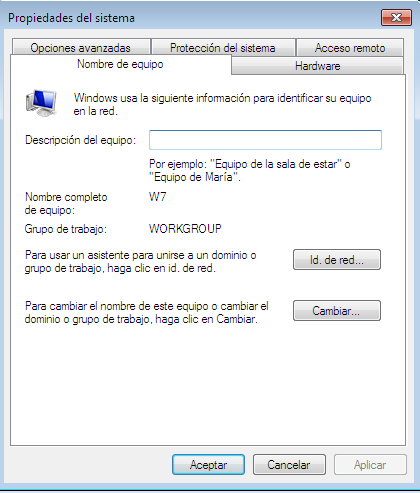 Propiedades del sistema
Opciones avanzadas
Protección del sistema
Acceso remoto
Nombre de equipo
Hardware
Windows usa la siguiente información para identificar su equipo
en la red.
Descripción del equipo:
Por ejemplo: "Equipo de la sala de estar" o
"Equipo de María".
Nombre completo
de equipo:
W7
Grupo de trabajo:
WORKGROUP
Para usar un asistente para unirse a un dominio o
grupo de trabajo, haga clic en id. de red.
Id. de red...
Para cambiar el nombre de este equipo o cambiar el
dominio o grupo de trabajo, haga clic en Cambiar.
Cambiar...
Aceptar
Cancelar
Aplicar